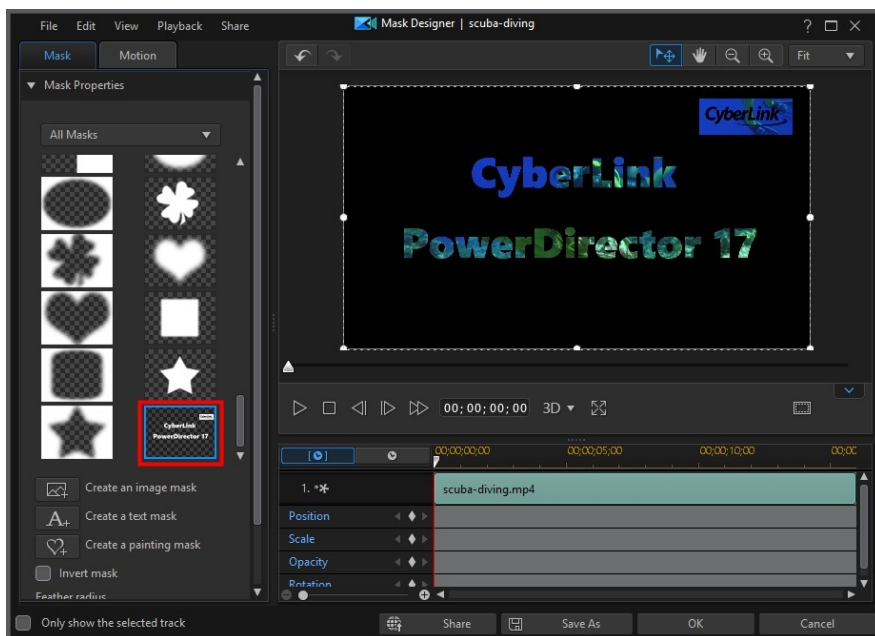 File Edit View Playback Share
Mask Designer | scuba-diving
?
Mask Motion
Fit
Mask Properties
All Masks
CyberLink
CyberLink
PowerDirector 17
CyberLink
PowerDirector 17
00;00;00;00 3D
00;00;00;00 00;00;05;00 00;00;10;00 00;0C
1. scuba-diving.mp4
Position
Scale
Opacity
Rotation
Create an image mask
A+ Create a text mask
Create a painting mask
Invert mask
Feather radius
Only show the selected track
Share Save As OK Cancel